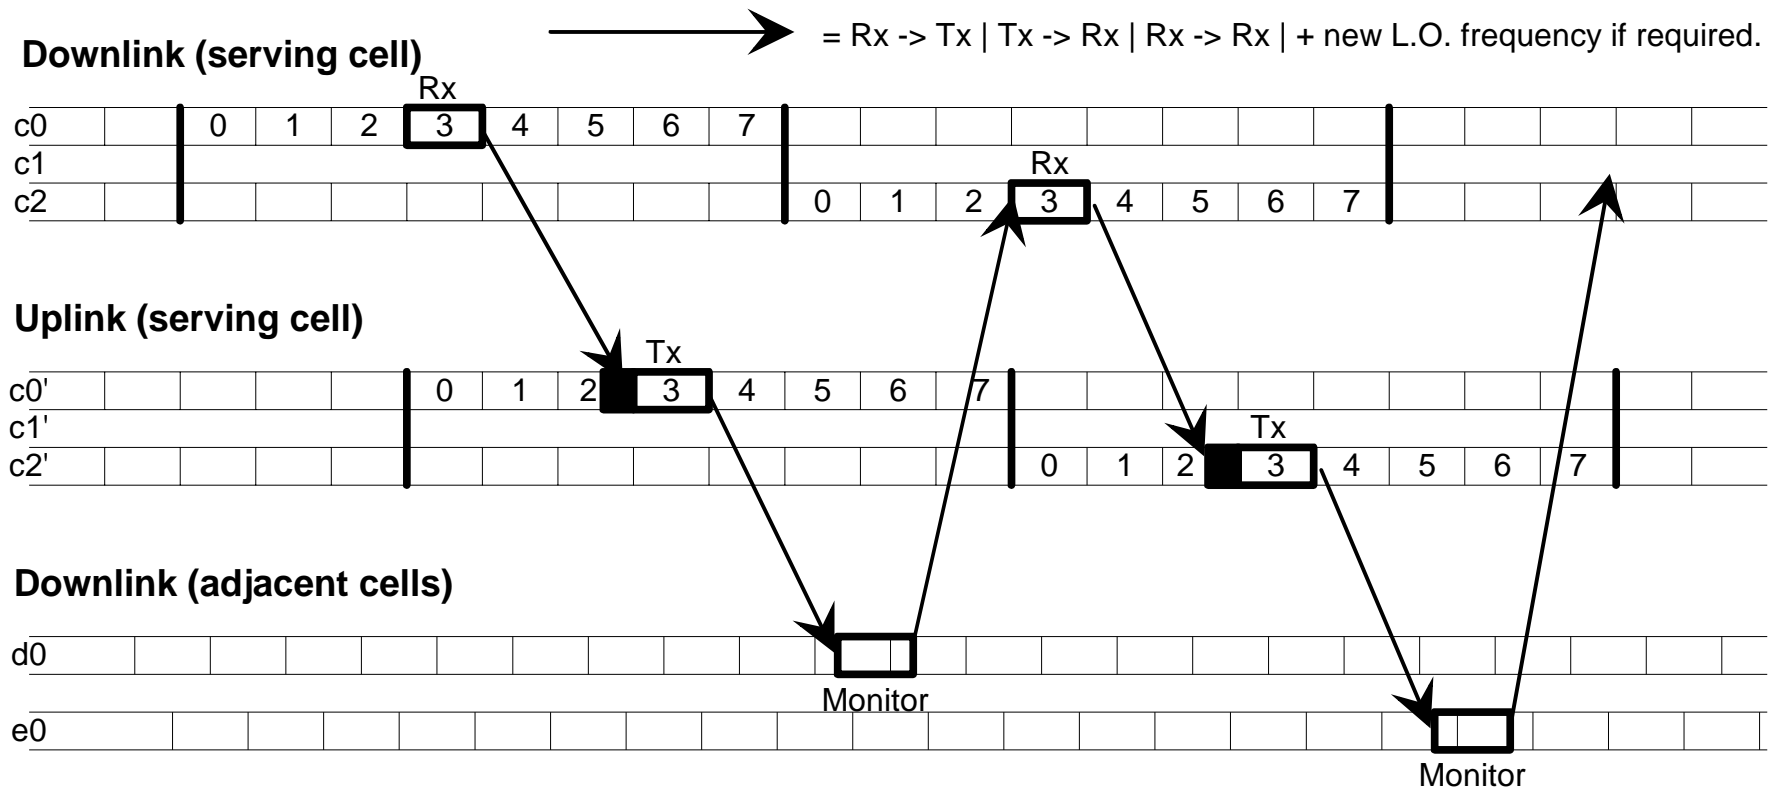 = Rx -> Tx | Tx -> Rx | Rx -> Rx | + new L.O. frequency if required.
Downlink (serving cell)
Rx
c0 0 1 2 3 4 5 6 7
c1 Rx
c2 0 1 2 3 4 5 6 7
Uplink (serving cell)
Tx
c0' 0 1 2 3 4 5 6 7
c1' Tx
c2' 0 1 2 3 4 5 6 7
Downlink (adjacent cells)
d0
Monitor
e0
Monitor